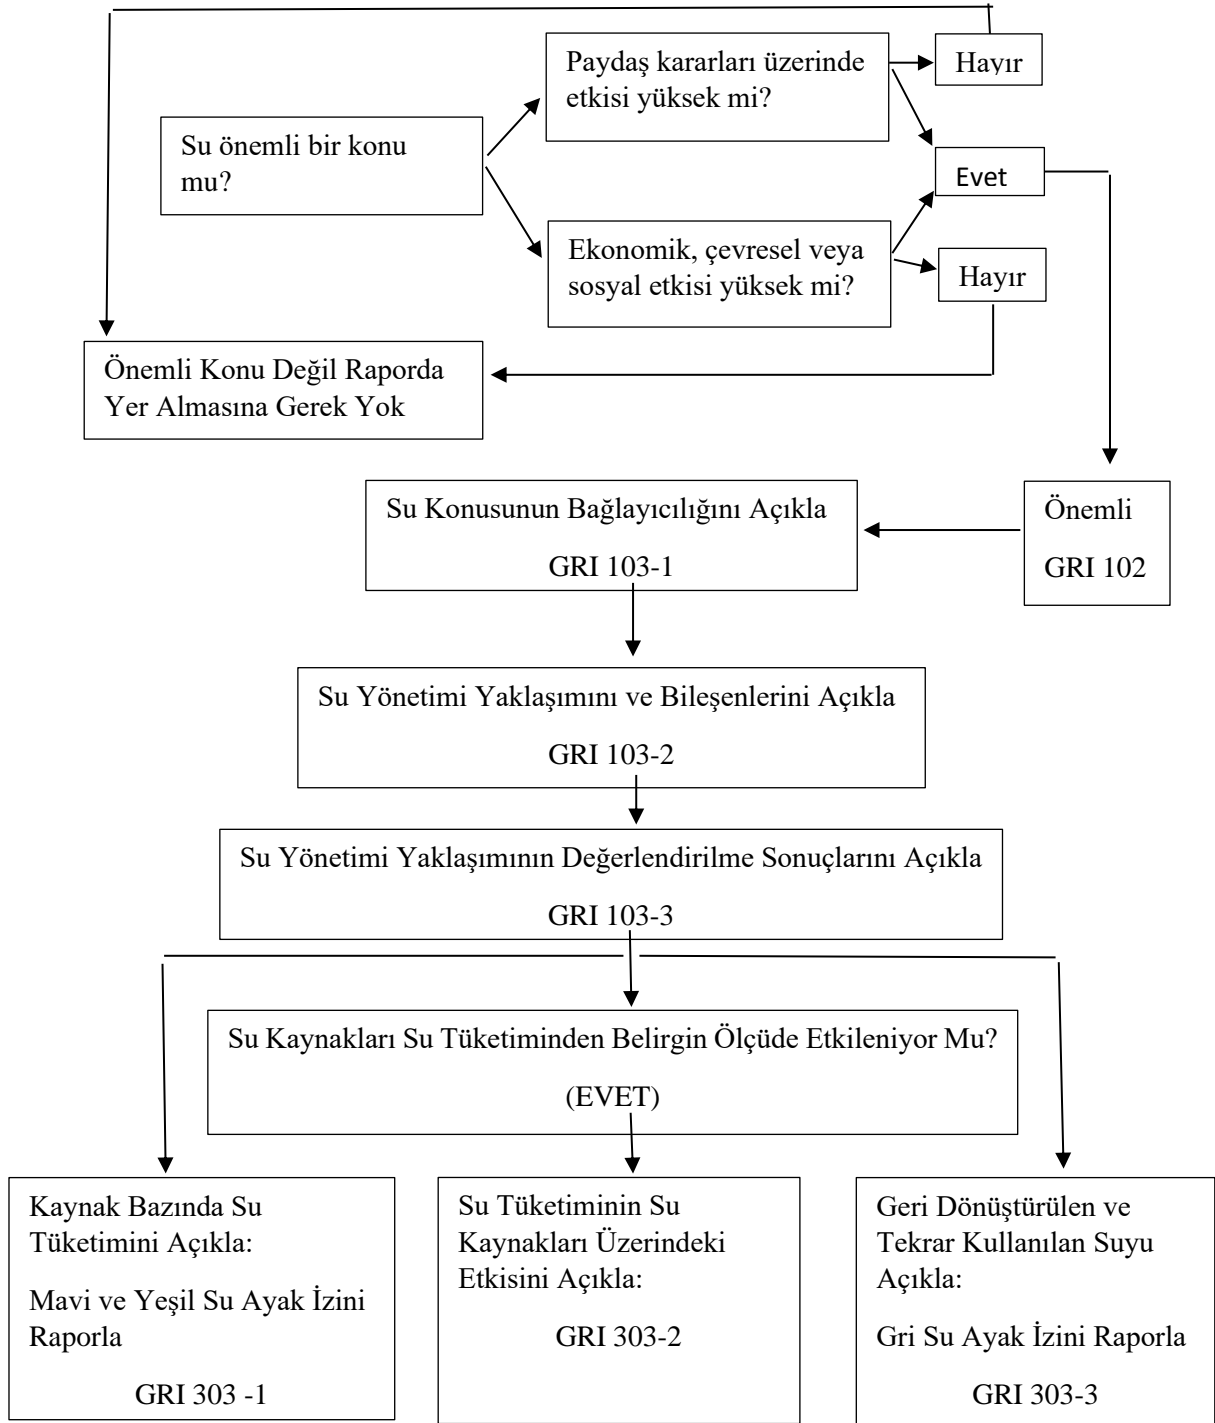 Paydaş kararları üzerinde
etkisi yüksek mi?
Hayır
Su önemli bir konu
mu?
Evet
Ekonomik, çevresel veya
sosyal etkisi yüksek mi?
Hayır
Önemli Konu Değil Raporda
Yer Almasına Gerek Yok
Su Konusunun Bağlayıcılığını Açıkla
GRI 103-1
Önemli
GRI 102
Su Yönetimi Yaklaşımını ve Bileşenlerini Açıkla
GRI 103-2
Su Yönetimi Yaklaşımının Değerlendirilme Sonuçlarını Açıkla
GRI 103-3
Su Kaynakları Su Tüketiminden Belirgin Ölçüde Etkileniyor Mu?
(EVET)
Kaynak Bazında Su
Tüketimini Açıkla:
Mavi ve Yeşil Su Ayak İzini
Raporla
GRI 303 -1
Su Tüketiminin Su
Kaynakları Üzerindeki
Etkisini Açıkla:
GRI 303-2
Geri Dönüştürülen ve
Tekrar Kullanılan Suyu
Açıkla:
Gri Su Ayak İzini Raporla
GRI 303-3